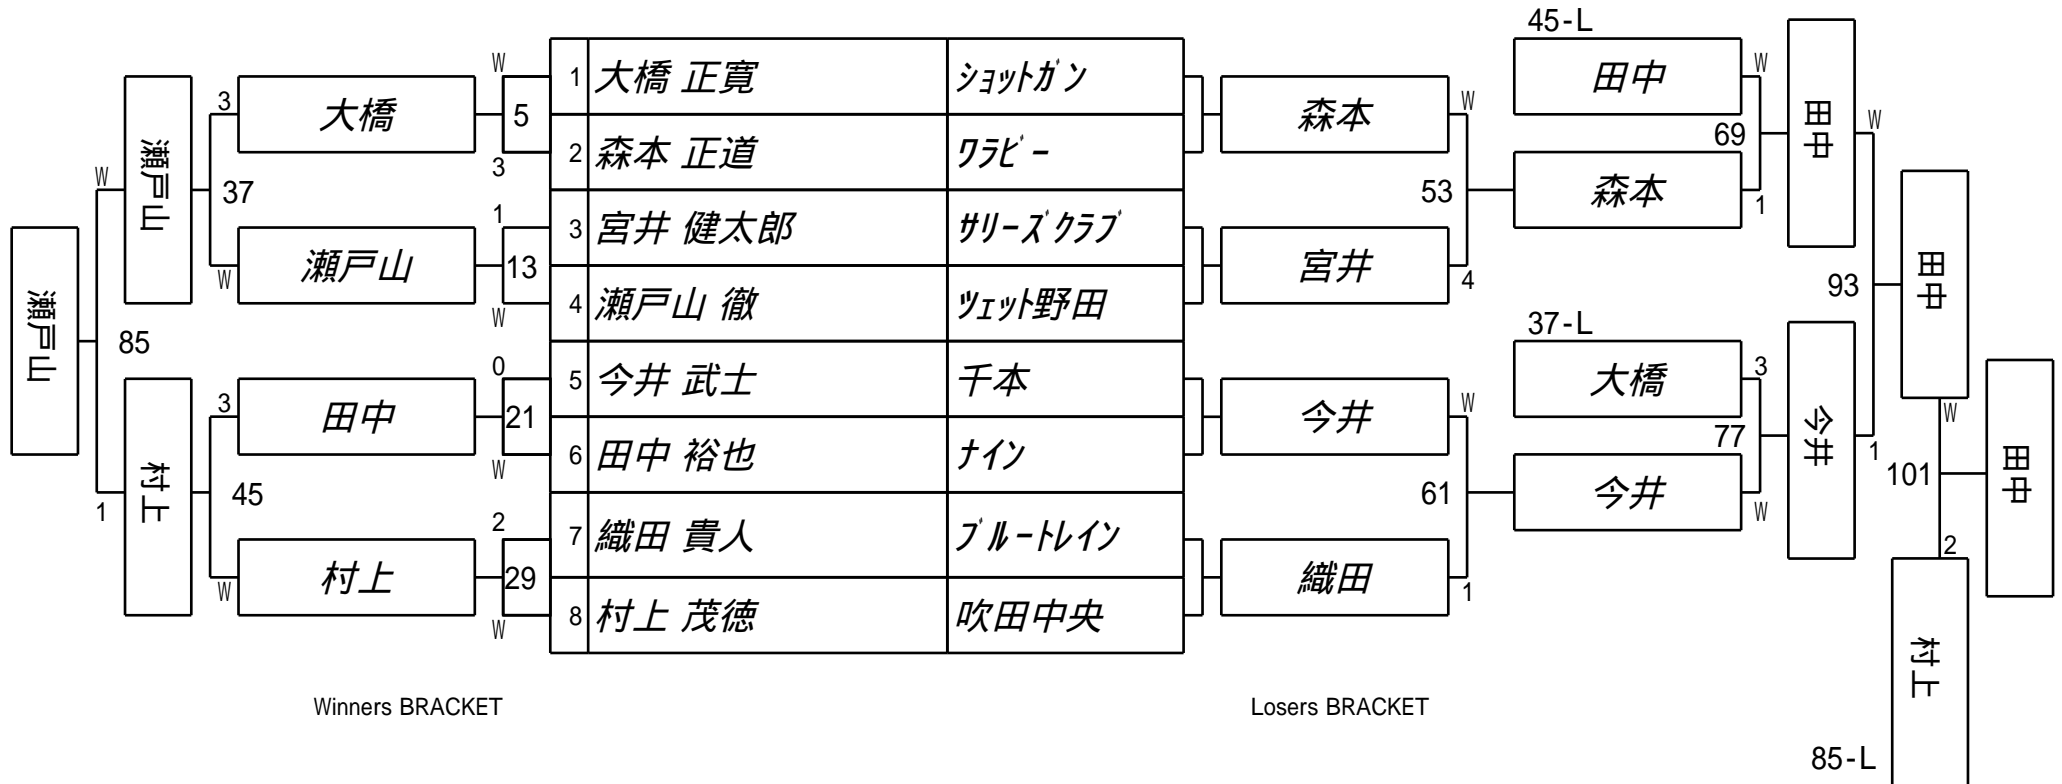 瀬戸山
W
85
1
瀬戸山
村上
3
37
W
3
45
W
大橋
瀬戸山
田中
村上
W
5
3
1
13
W
0
21
W
2
29
W
1 大橋 正寛 ショットガン
2 森本 正道 ワラビー
3 宮井 健太郎 サリーズクラブ
4 瀬戸山 徹 ツェット野田
5 今井 武士 千本
6 田中 裕也 ナイン
7 織田 貴人 ブルートレイン
8 村上 茂徳 吹田中央
森本
宮井
今井
織田
W
53
4
W
61
1
45-L
田中
森本
37-L
大橋
今井
W
69
1
3
77
W
田中
今井
W
93
1
田中
W
101
2
村上
85-L
田中
Winners BRACKET
Losers BRACKET